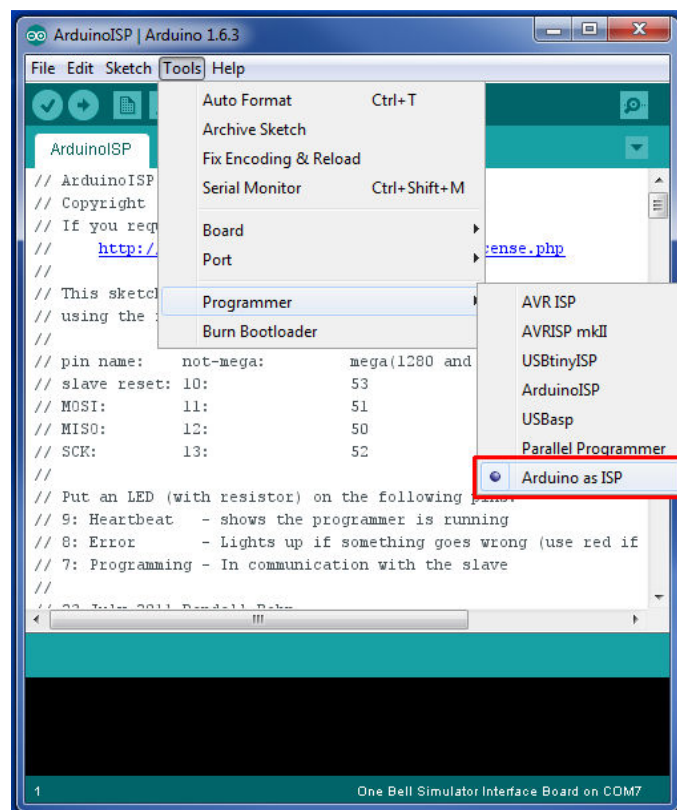 ArduinoISP | Arduino 1.6.3
File Edit Sketch Tools Help
Auto Format Ctrl+T
Archive Sketch
Fix Encoding & Reload
Serial Monitor Ctrl+Shift+M
Board
Port
Programmer
Burn Bootloader
AVR ISP
AVRISP mkII
USBtinyISP
ArduinoISP
USBasp
Parallel Programmer
Arduino as ISP
ArduinoISP
// ArduinoISP
// Copyright
// If you
// http:/ ense.php
//
// This
// using the
//
// pin name: not-mega: mega(1280 and
// slave reset: 10: 53
// MOSI: 11: 51
// MISO: 12: 50
// SCK: 13: 52
//
// Put an LED (with resistor) on the following pins:
// 9: Heartbeat - shows the programmer is running
// 8: Error - Lights up if something goes wrong (use red if
// 7: Programming - In communication with the slave
//
1 One Bell Simulator Interface Board on COM7